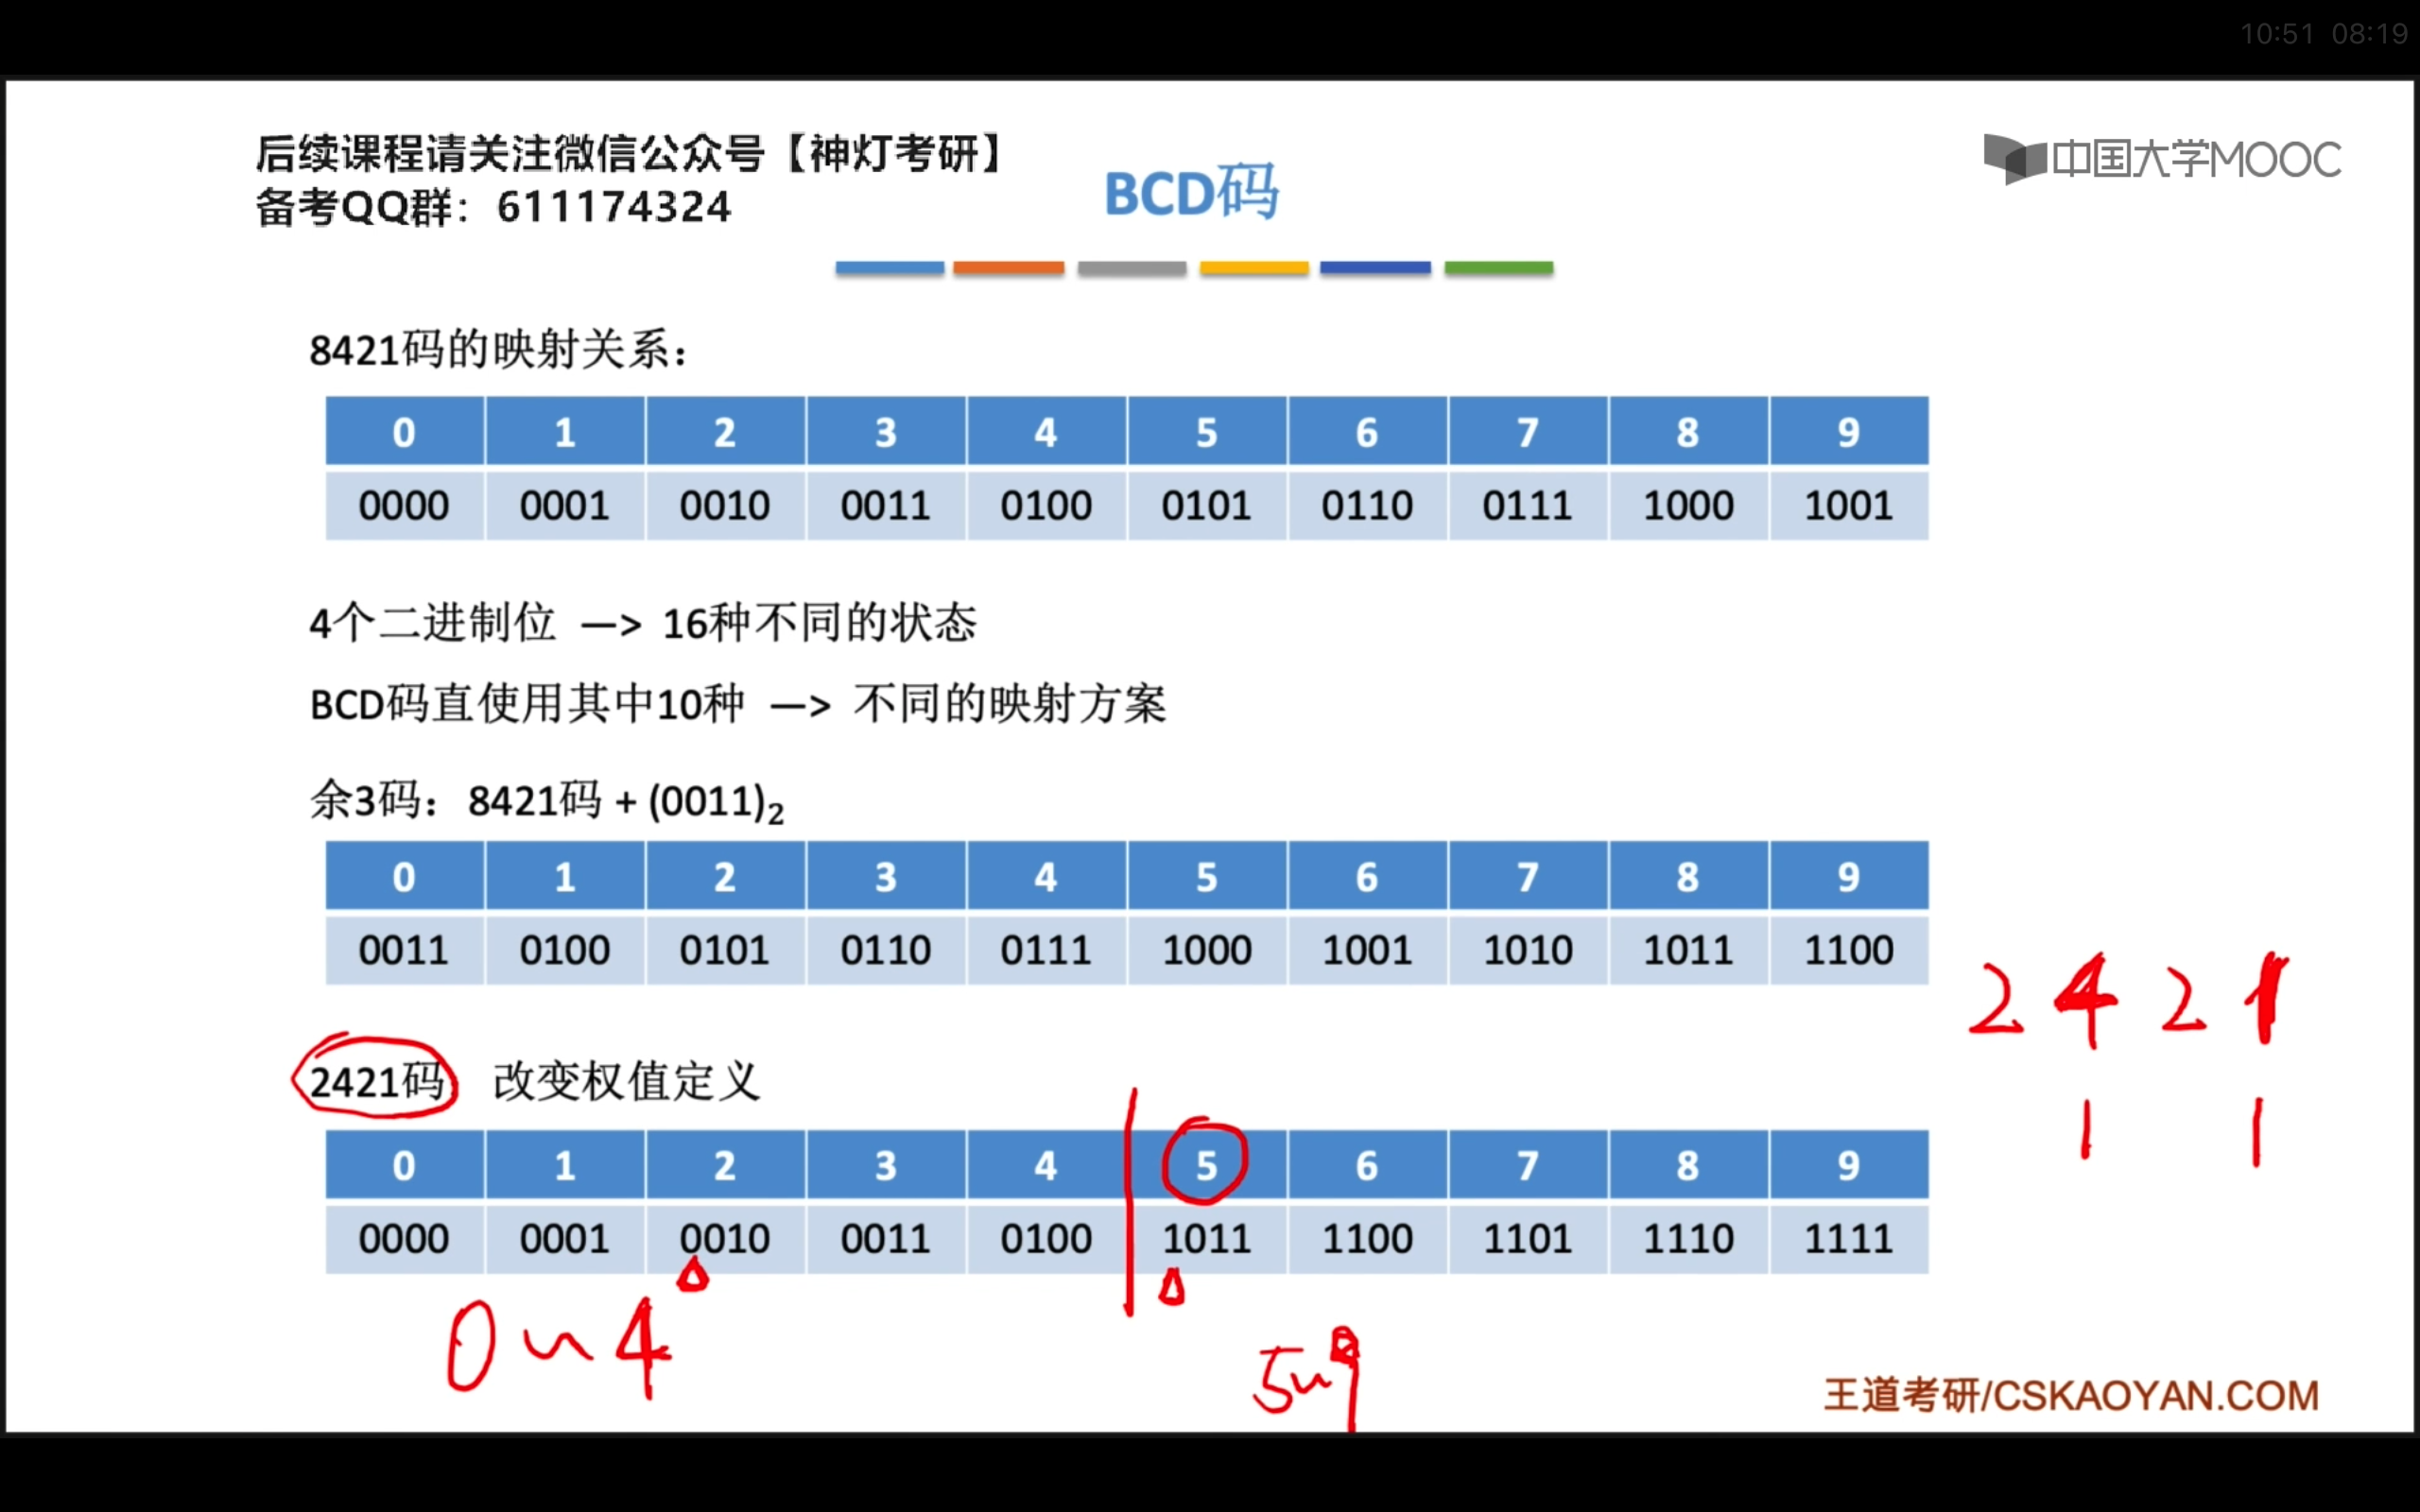 10:51 08:19
后续课程请关注微信公众号【神灯考研】
备考QQ群：611174324
中国大学MOOC
BCD码
8421码的映射关系：
0 1 2 3 4 5 6 7 8 9
0000 0001 0010 0011 0100 0101 0110 0111 1000 1001
4个二进制位 —> 16种不同的状态
BCD码直使用其中10种 —> 不同的映射方案
余3码：8421码 + (0011)₂
0 1 2 3 4 5 6 7 8 9
0011 0100 0101 0110 0111 1000 1001 1010 1011 1100
2421
1 1
2421码 改变权值定义
0 1 2 3 4 5 6 7 8 9
0000 0001 0010 0011 0100 1011 1100 1101 1110 1111
0~4
5~9
王道考研/CSKAOYAN.COM